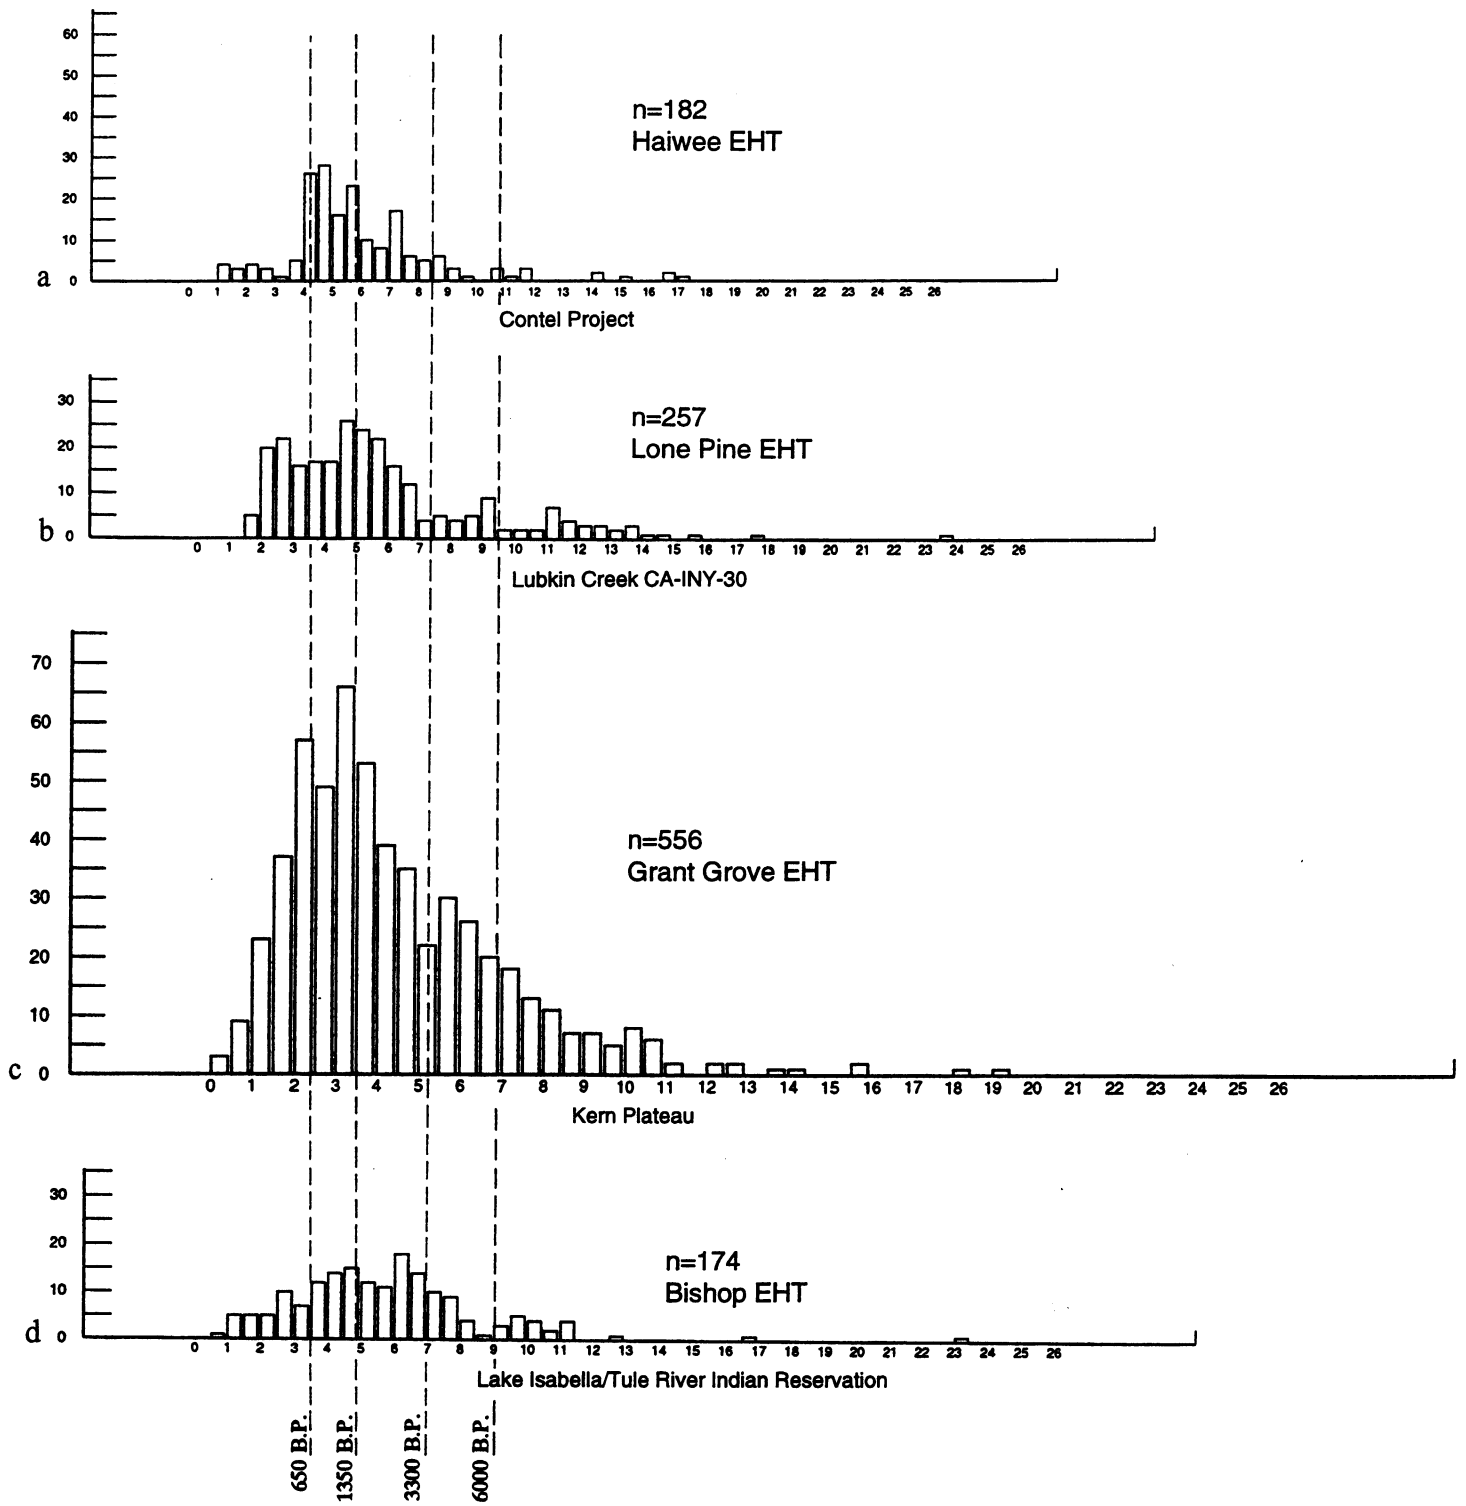 60
50
40
30
20
10
0
a
n=182
Haiwee EHT
0 1 2 3 4 5 6 7 8 9 10 11 12 13 14 15 16 17 18 19 20 21 22 23 24 25 26
Contel Project
30
20
10
0
b
n=257
Lone Pine EHT
0 1 2 3 4 5 6 7 8 9 10 11 12 13 14 15 16 17 18 19 20 21 22 23 24 25 26
Lubkin Creek CA-INY-30
70
60
50
40
30
20
10
0
c
n=556
Grant Grove EHT
0 1 2 3 4 5 6 7 8 9 10 11 12 13 14 15 16 17 18 19 20 21 22 23 24 25 26
Kern Plateau
30
20
10
0
d
n=174
Bishop EHT
0 1 2 3 4 5 6 7 8 9 10 11 12 13 14 15 16 17 18 19 20 21 22 23 24 25 26
Lake Isabella/Tule River Indian Reservation
650 B.P.
1350 B.P.
3300 B.P.
6000 B.P.